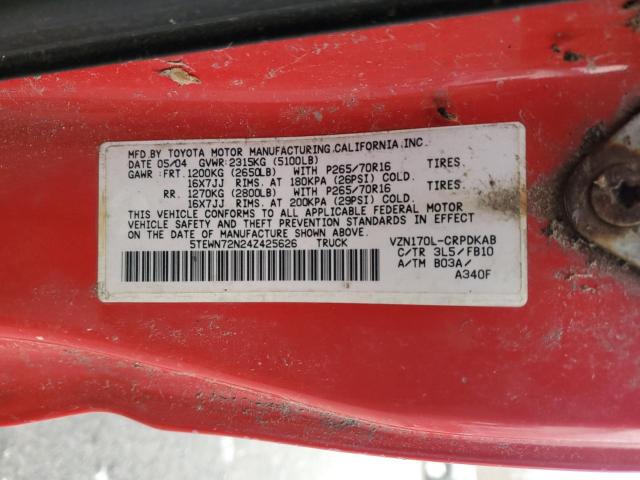 MFD.BY TOYOTA MOTOR MANUFACTURING,CALIFORNIA,INC.
DATE 05/04 GVWR:2315KG (5100LB)
GAWR:FRT.1200KG (2650LB) WITH P265/70R16 TIRES.
16X7JJ RIMS. AT 180KPA (26PSI) COLD.
RR. 1270KG (2800LB) WITH P265/70R16 TIRES.
16X7JJ RIMS. AT 200KPA (29PSI) COLD.
THIS VEHICLE CONFORMS TO ALL APPLICABLE FEDERAL MOTOR
VEHICLE SAFETY AND THEFT PREVENTION STANDARDS IN
EFFECT ON THE DATE OF MANUFACTURE SHOWN ABOVE.
5TEWN72N24Z425626 TRUCK VZN170L-CRPDKAB
C/TR 3L5/FB10
A/TM B03A/
A340F